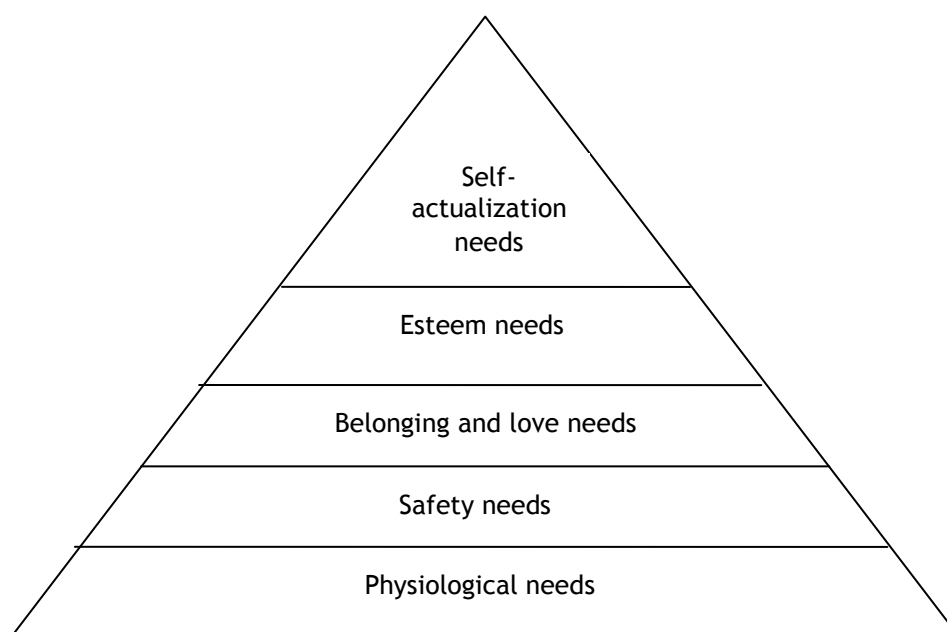 Self-
actualization
needs
Esteem needs
Belonging and love needs
Safety needs
Physiological needs